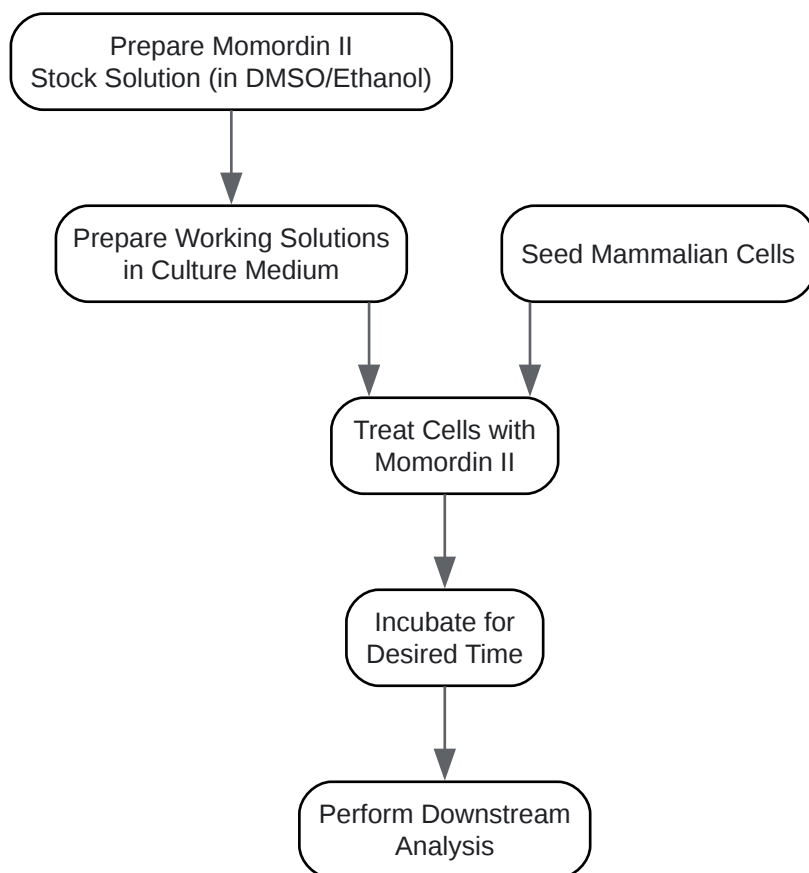 Prepare Momordin II
Stock Solution (in DMSO/Ethanol)
Prepare Working Solutions
in Culture Medium
Seed Mammalian Cells
Treat Cells with
Momordin II
Incubate for
Desired Time
Perform Downstream
Analysis